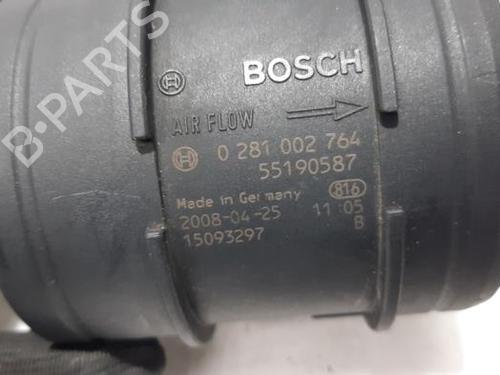 B-PARTS
BOSCH
AIR FLOW
0 281 002 764
55190587
Made in Germany 816
2008-04-25 11:05
15093297 B